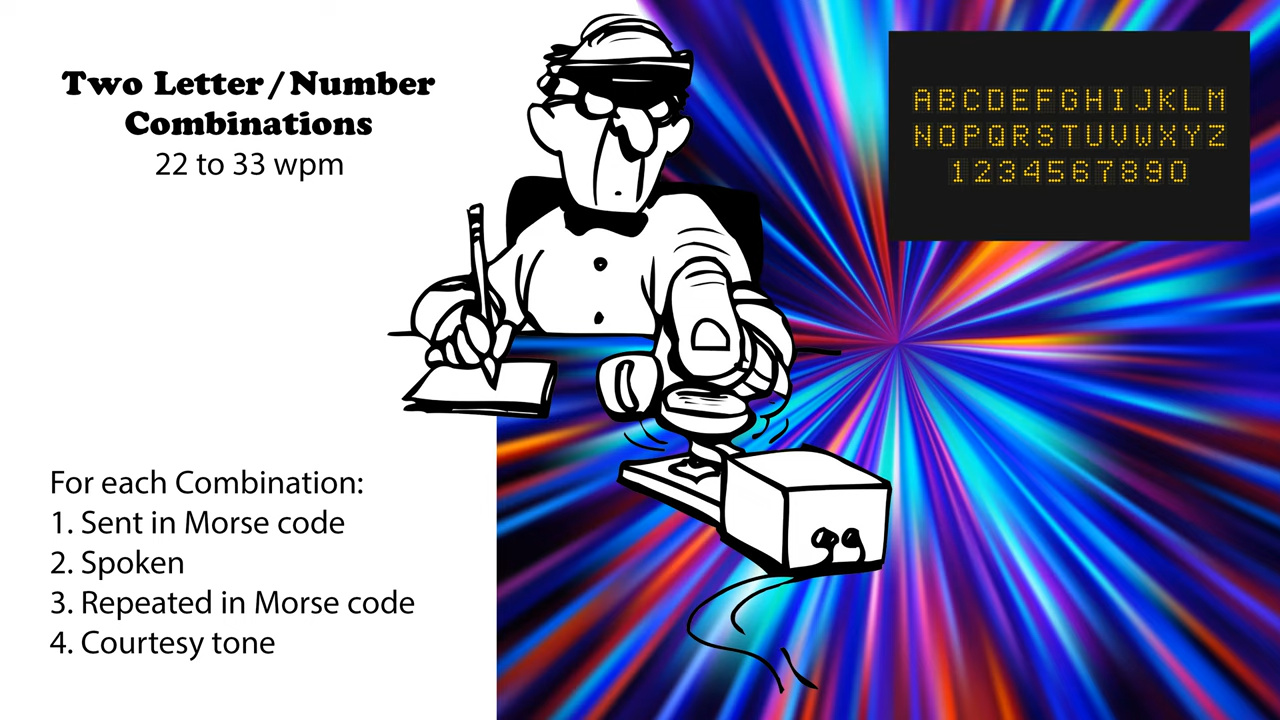 Two Letter/Number
Combinations
22 to 33 wpm
ABCDEFGHIJKLM
NOPQRSTUVWXYZ
1234567890
For each Combination:
1. Sent in Morse code
2. Spoken
3. Repeated in Morse code
4. Courtesy tone